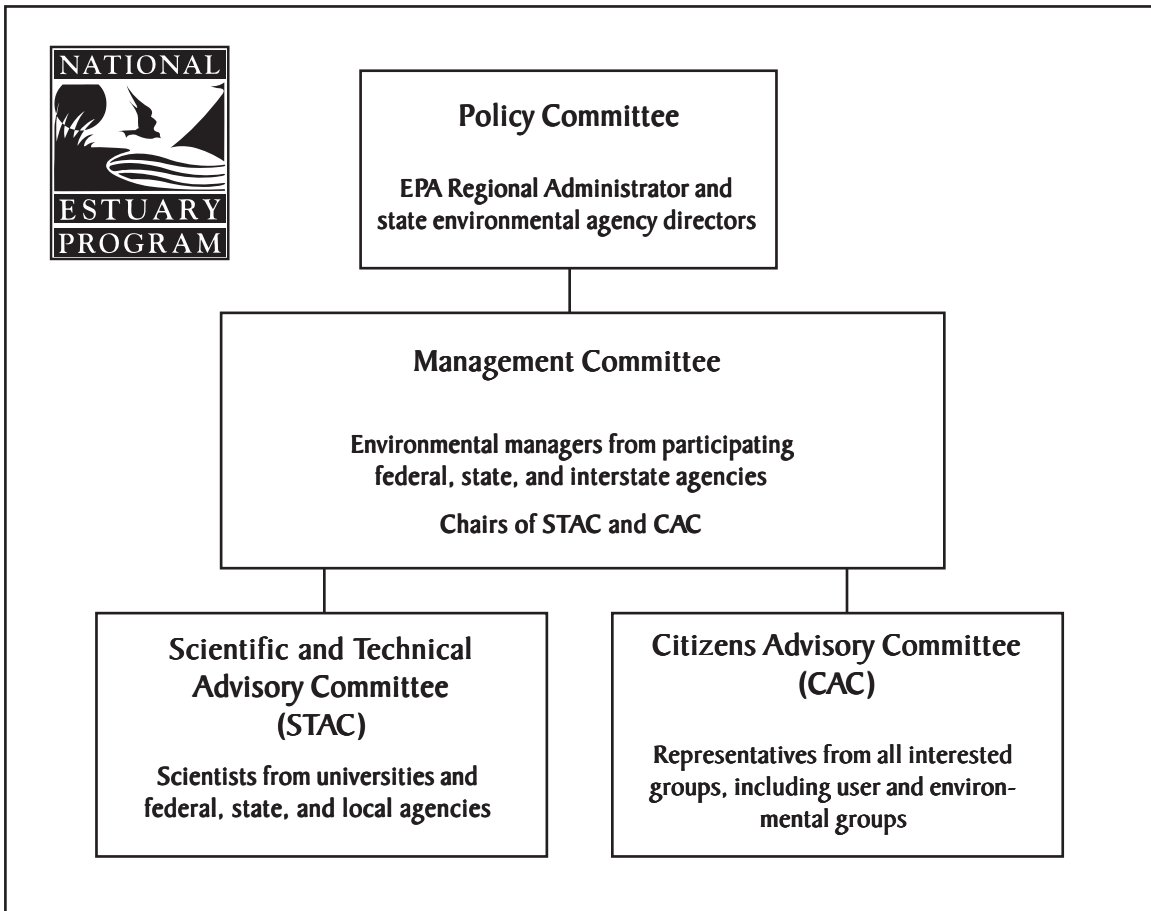 NATIONAL
ESTUARY
PROGRAM
Policy Committee
EPA Regional Administrator and
state environmental agency directors
Management Committee
Environmental managers from participating
federal, state, and interstate agencies
Chairs of STAC and CAC
Scientific and Technical
Advisory Committee
(STAC)
Scientists from universities and
federal, state, and local agencies
Citizens Advisory Committee
(CAC)
Representatives from all interested
groups, including user and environ-
mental groups